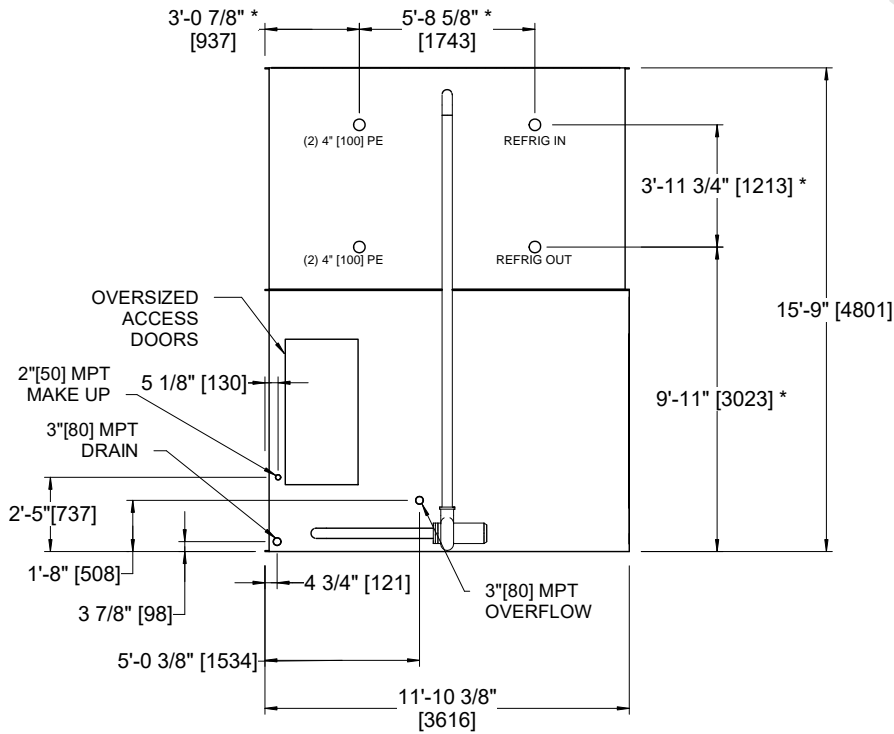 3'-0 7/8" *
[937]
5'-8 5/8" *
[1743]
(2) 4" [100] PE
REFRIG IN
3'-11 3/4" [1213] *
(2) 4" [100] PE
REFRIG OUT
OVERSIZED
ACCESS
DOORS
15'-9" [4801]
2"[50] MPT
MAKE UP
5 1/8" [130]
9'-11" [3023] *
3"[80] MPT
DRAIN
2'-5"[737]
1'-8" [508]
4 3/4" [121]
3"[80] MPT
OVERFLOW
3 7/8" [98]
5'-0 3/8" [1534]
11'-10 3/8"
[3616]